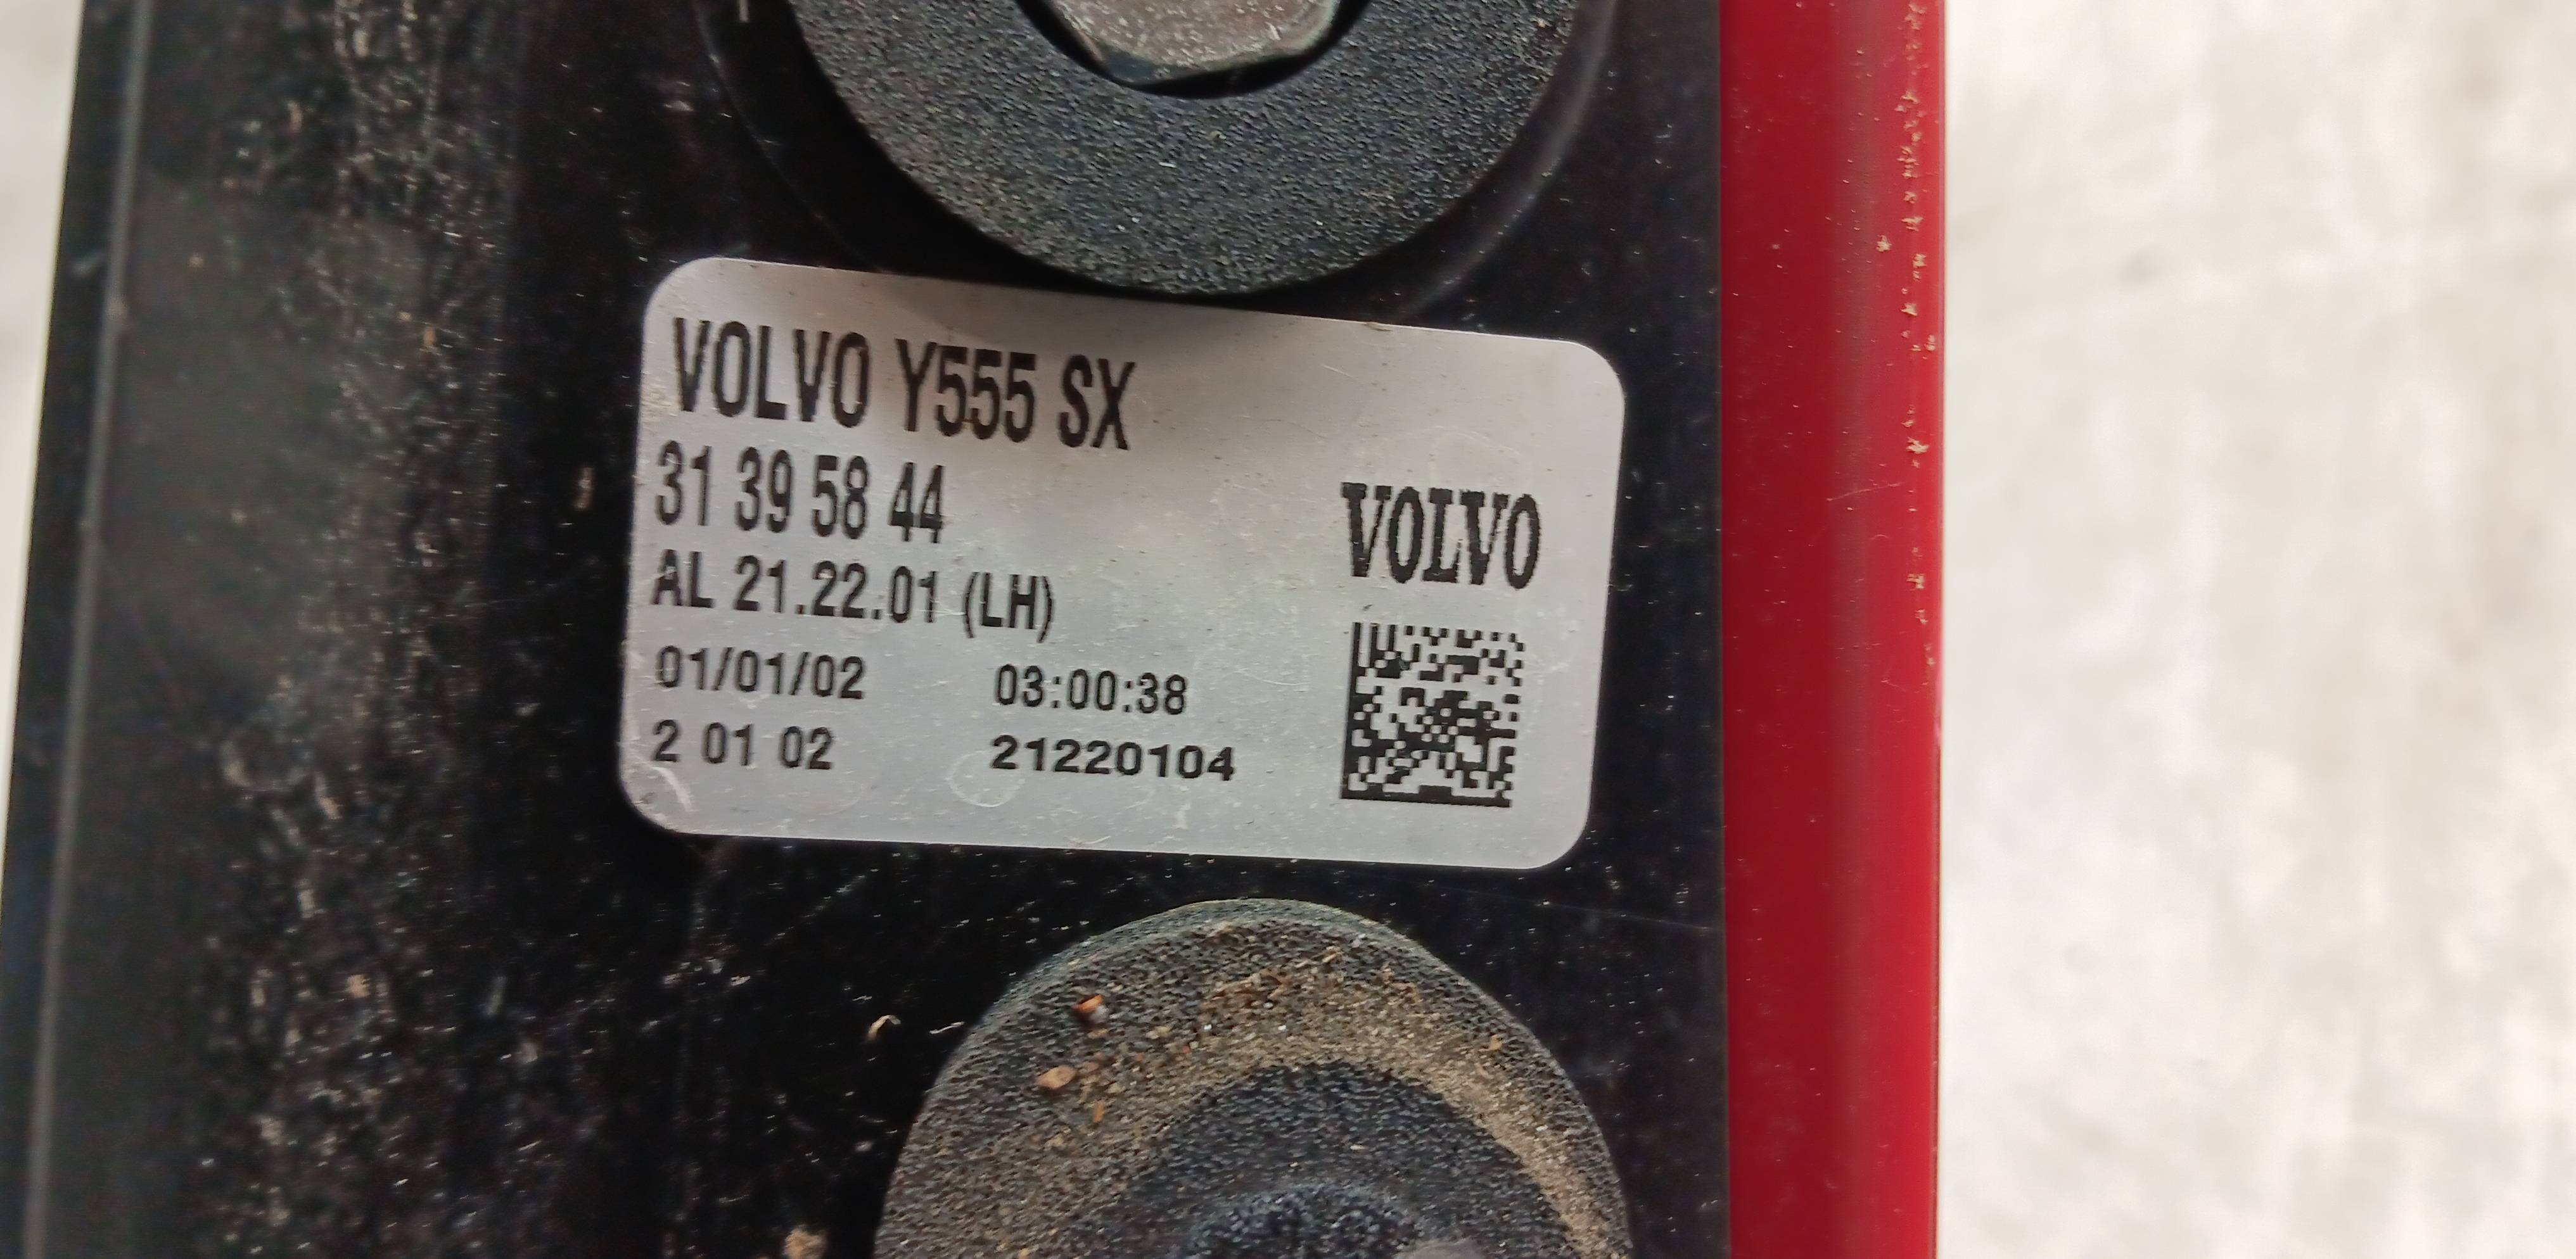 VOLVO Y555 SX
31 39 58 44
AL 21.22.01 (LH)
VOLVO
01/01/02 03:00:38
2 01 02 21220104